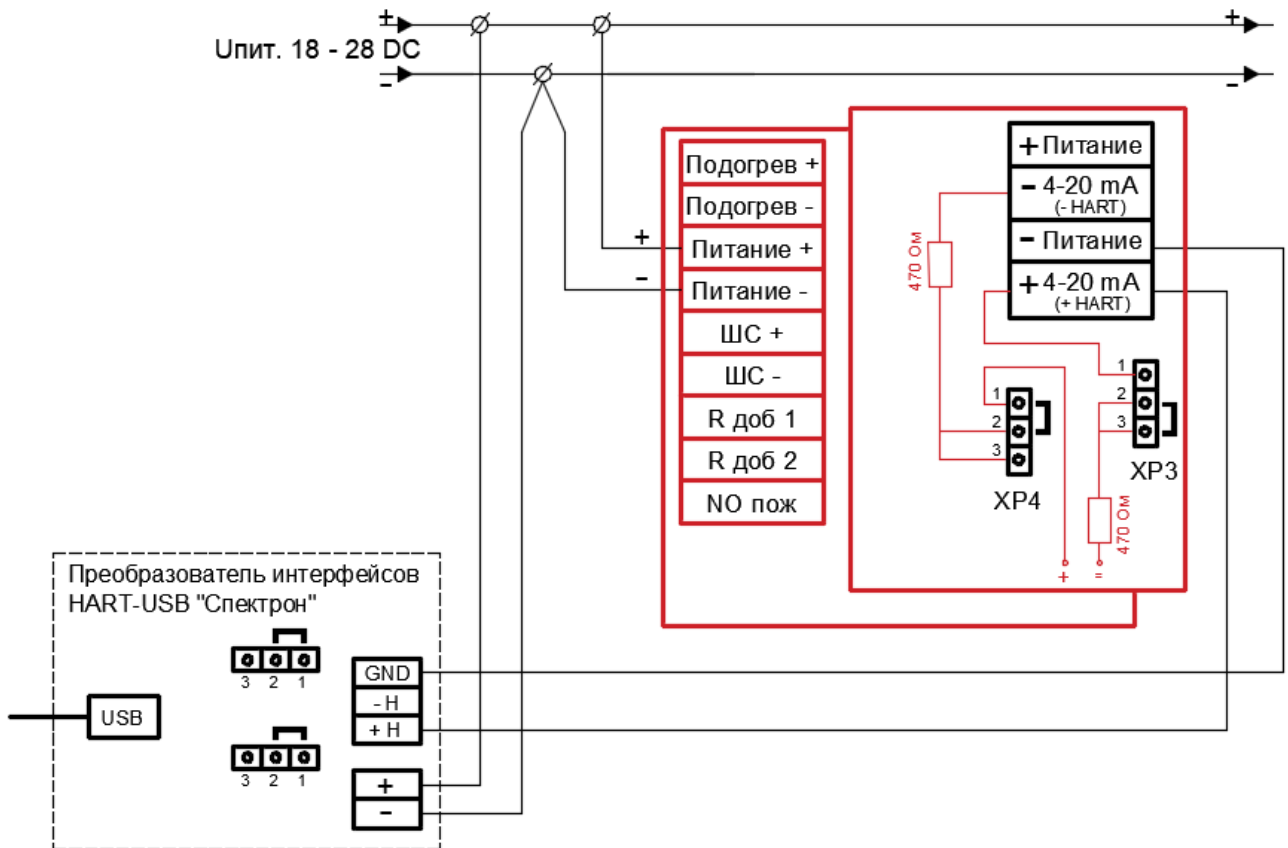 +
+
Uпит. 18 - 28 DC
-
-
Подогрев +
Подогрев -
+
Питание +
-
Питание -
ШС +
ШС -
R доб 1
R доб 2
NO пож
+ Питание
- 4-20 mA
(- HART)
- Питание
+ 4-20 mA
(+ HART)
470 Ом
1
2
3
XP4
1
2
3
XP3
470 Ом
+
=
Преобразователь интерфейсов
HART-USB "Спектрон"
3 2 1
GND
- H
+ H
USB
3 2 1
+
-